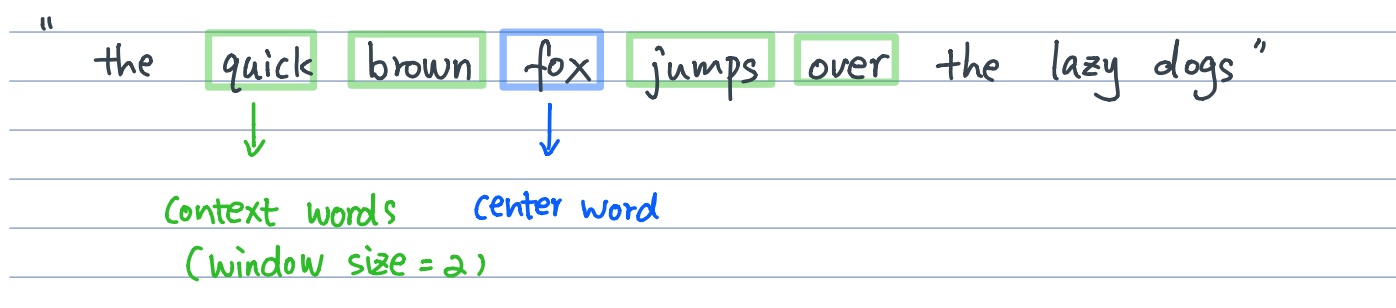 " the quick brown fox jumps over the lazy dogs"
context words center word
(window size = 2)